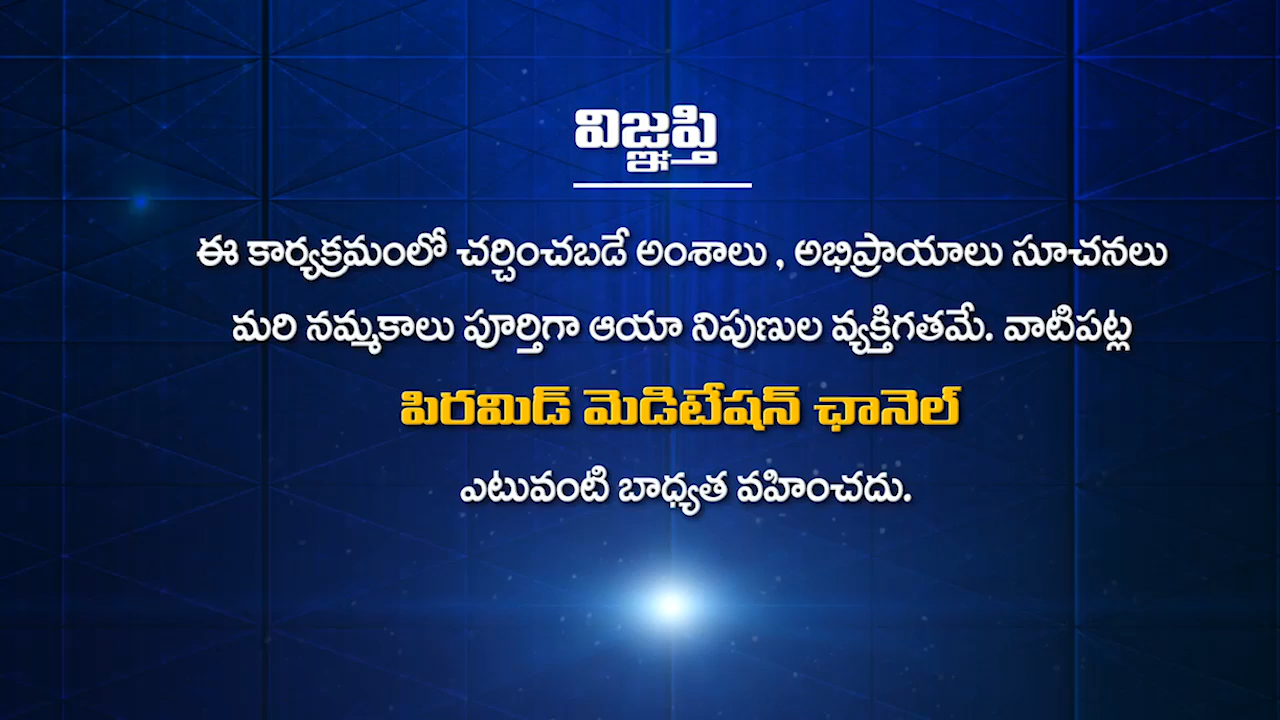 విజ్ఞప్తి
ఈ కార్యక్రమంలో చర్చించబడే అంశాలు , అభిప్రాయాలు సూచనలు
మరి నమ్మకాలు పూర్తిగా ఆయా నిపుణుల వ్యక్తిగతమే. వాటిపట్ల
పిరమిడ్ మెడిటేషన్ ఛానెల్
ఎటువంటి బాధ్యత వహించదు.